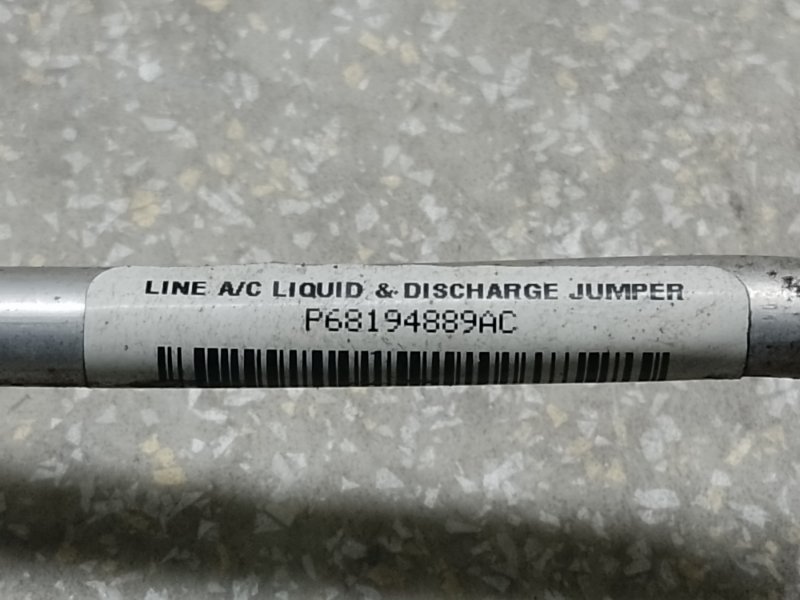 LINE A/C LIQUID & DISCHARGE JUMPER
P68194889AC